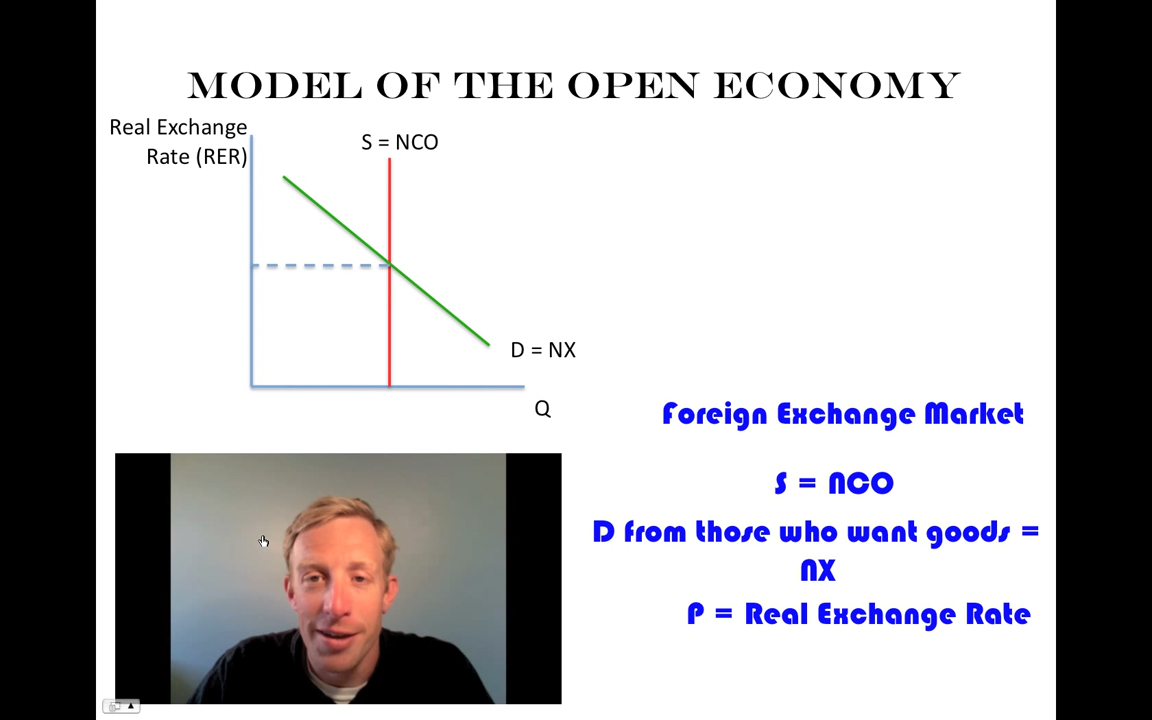 MODEL OF THE OPEN ECONOMY
Real Exchange
Rate (RER)
S = NCO
D = NX
Q
Foreign Exchange Market
S = NCO
D from those who want goods =
NX
P = Real Exchange Rate